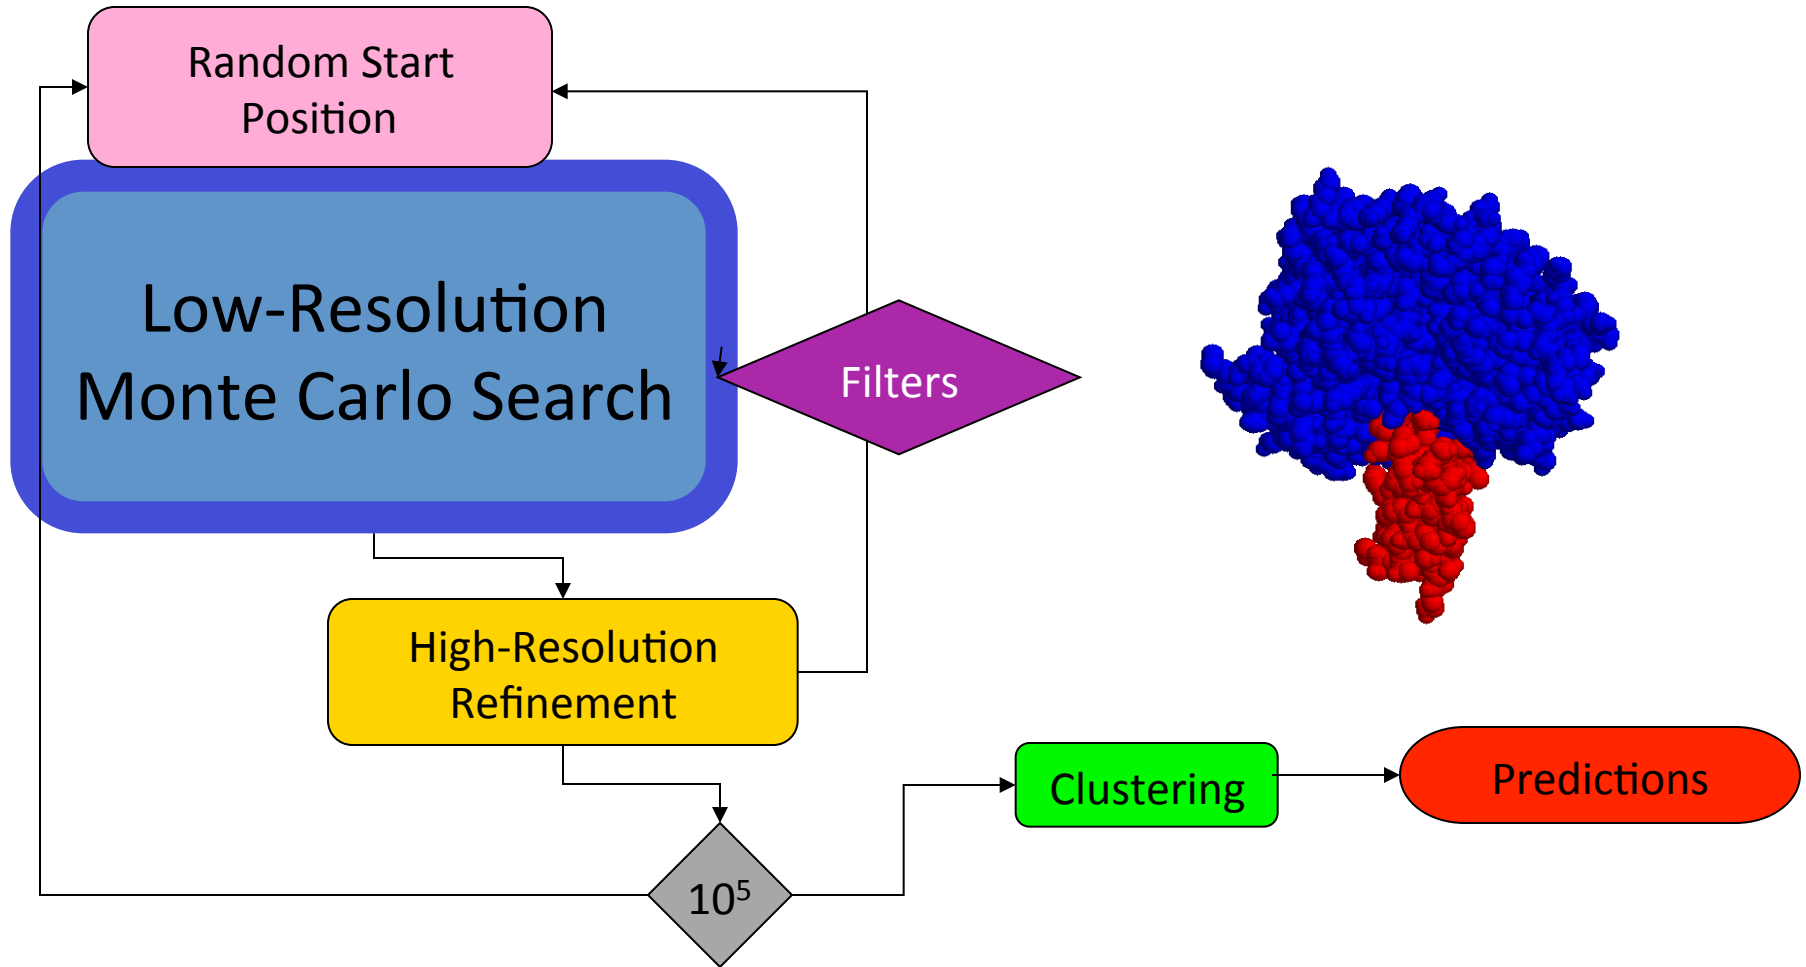 Random Start
Position
Low-Resolution
Monte Carlo Search
Filters
High-Resolution
Refinement
Clustering
Predictions
10⁵